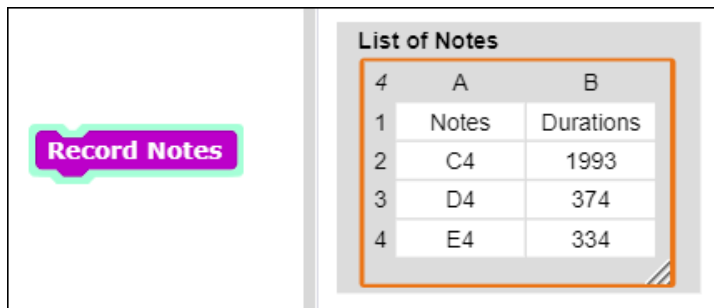 Record Notes
List of Notes
4 A B
1 Notes Durations
2 C4 1993
3 D4 374
4 E4 334